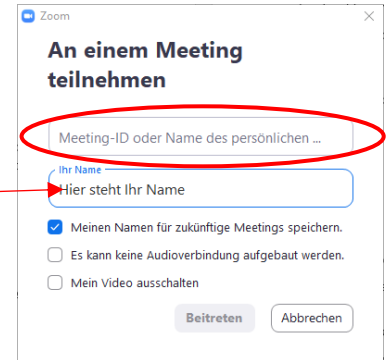 Zoom
An einem Meeting
teilnehmen
Meeting-ID oder Name des persönlichen ...
Ihr Name
Hier steht Ihr Name
Meinen Namen für zukünftige Meetings speichern.
Es kann keine Audioverbindung aufgebaut werden.
Mein Video ausschalten
Beitreten Abbrechen